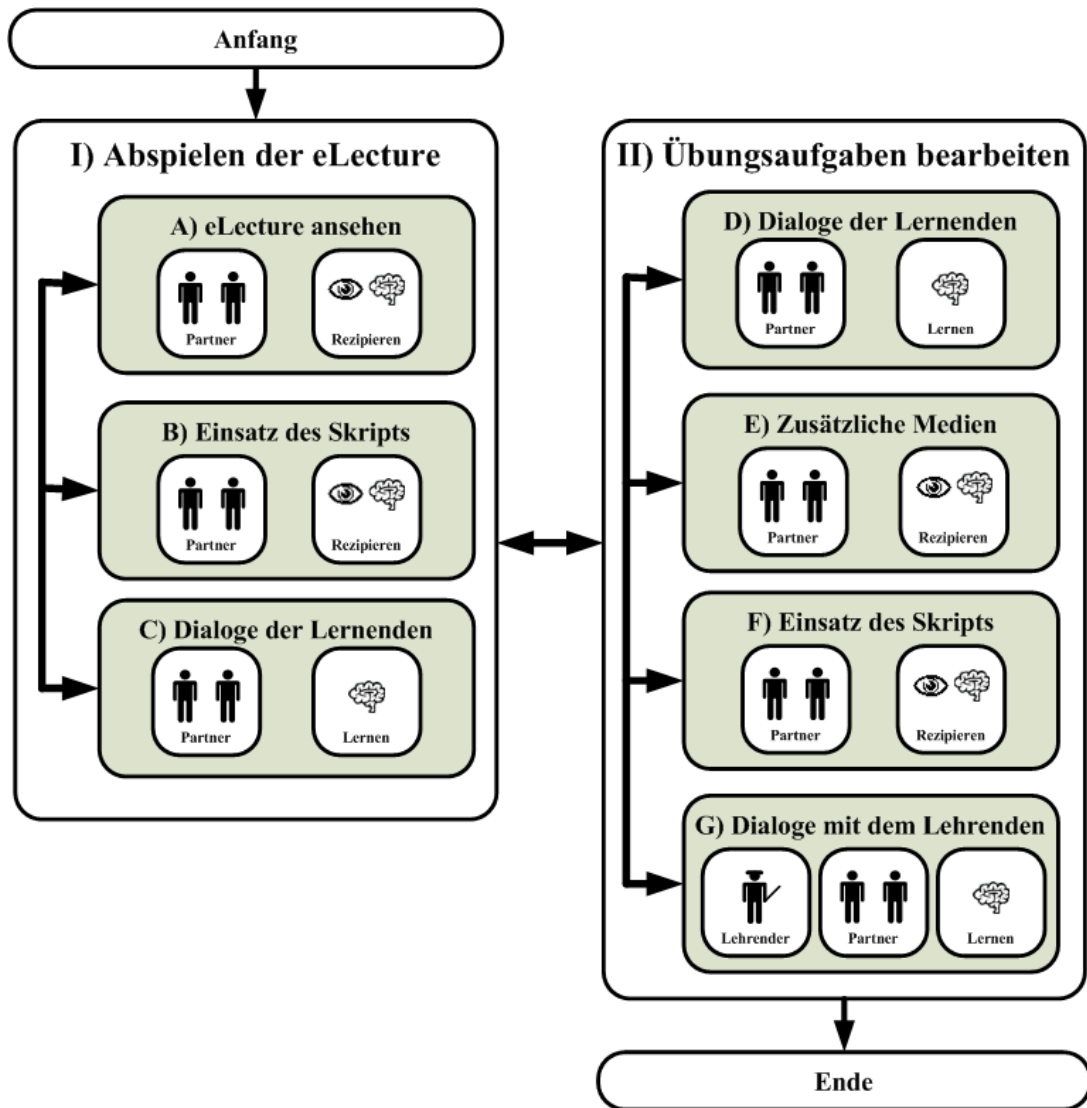 Anfang
I) Abspielen der eLecture
A) eLecture ansehen
Partner
Rezipieren
B) Einsatz des Skripts
Partner
Rezipieren
C) Dialoge der Lernenden
Partner
Lernen
II) Übungsaufgaben bearbeiten
D) Dialoge der Lernenden
Partner
Lernen
E) Zusätzliche Medien
Partner
Rezipieren
F) Einsatz des Skripts
Partner
Rezipieren
G) Dialoge mit dem Lehrenden
Lehrender
Partner
Lernen
Ende